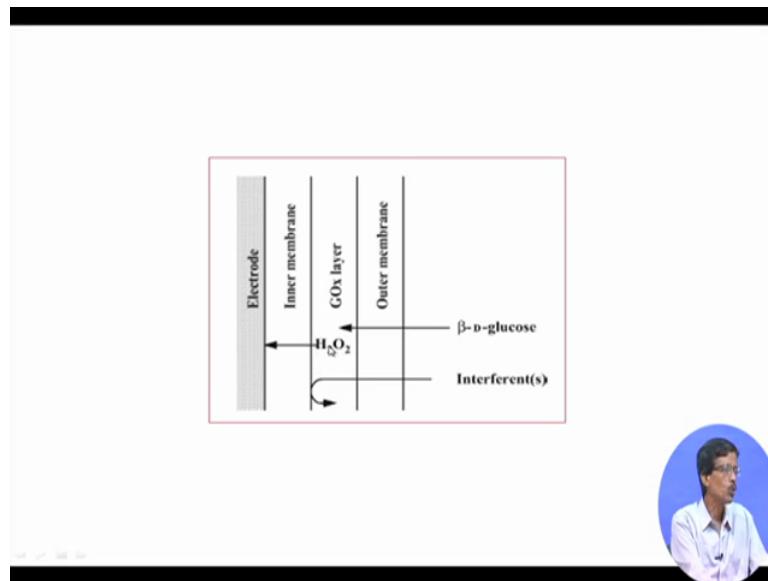 Electrode
Inner membrane
GOx layer
Outer membrane
β-D-glucose
H₂O₂
Interferent(s)